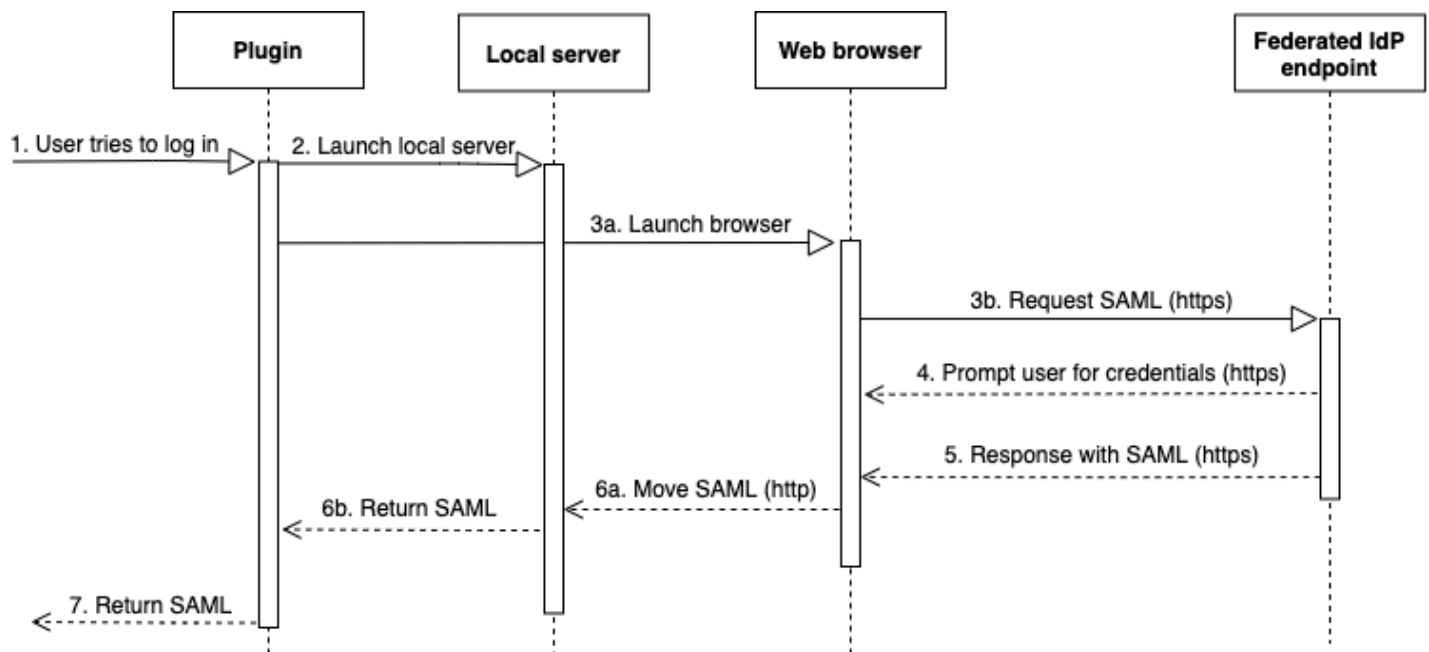 Plugin
Local server
Web browser
Federated IdP
endpoint
1. User tries to log in
2. Launch local server
3a. Launch browser
3b. Request SAML (https)
4. Prompt user for credentials (https)
5. Response with SAML (https)
6a. Move SAML (http)
6b. Return SAML
7. Return SAML